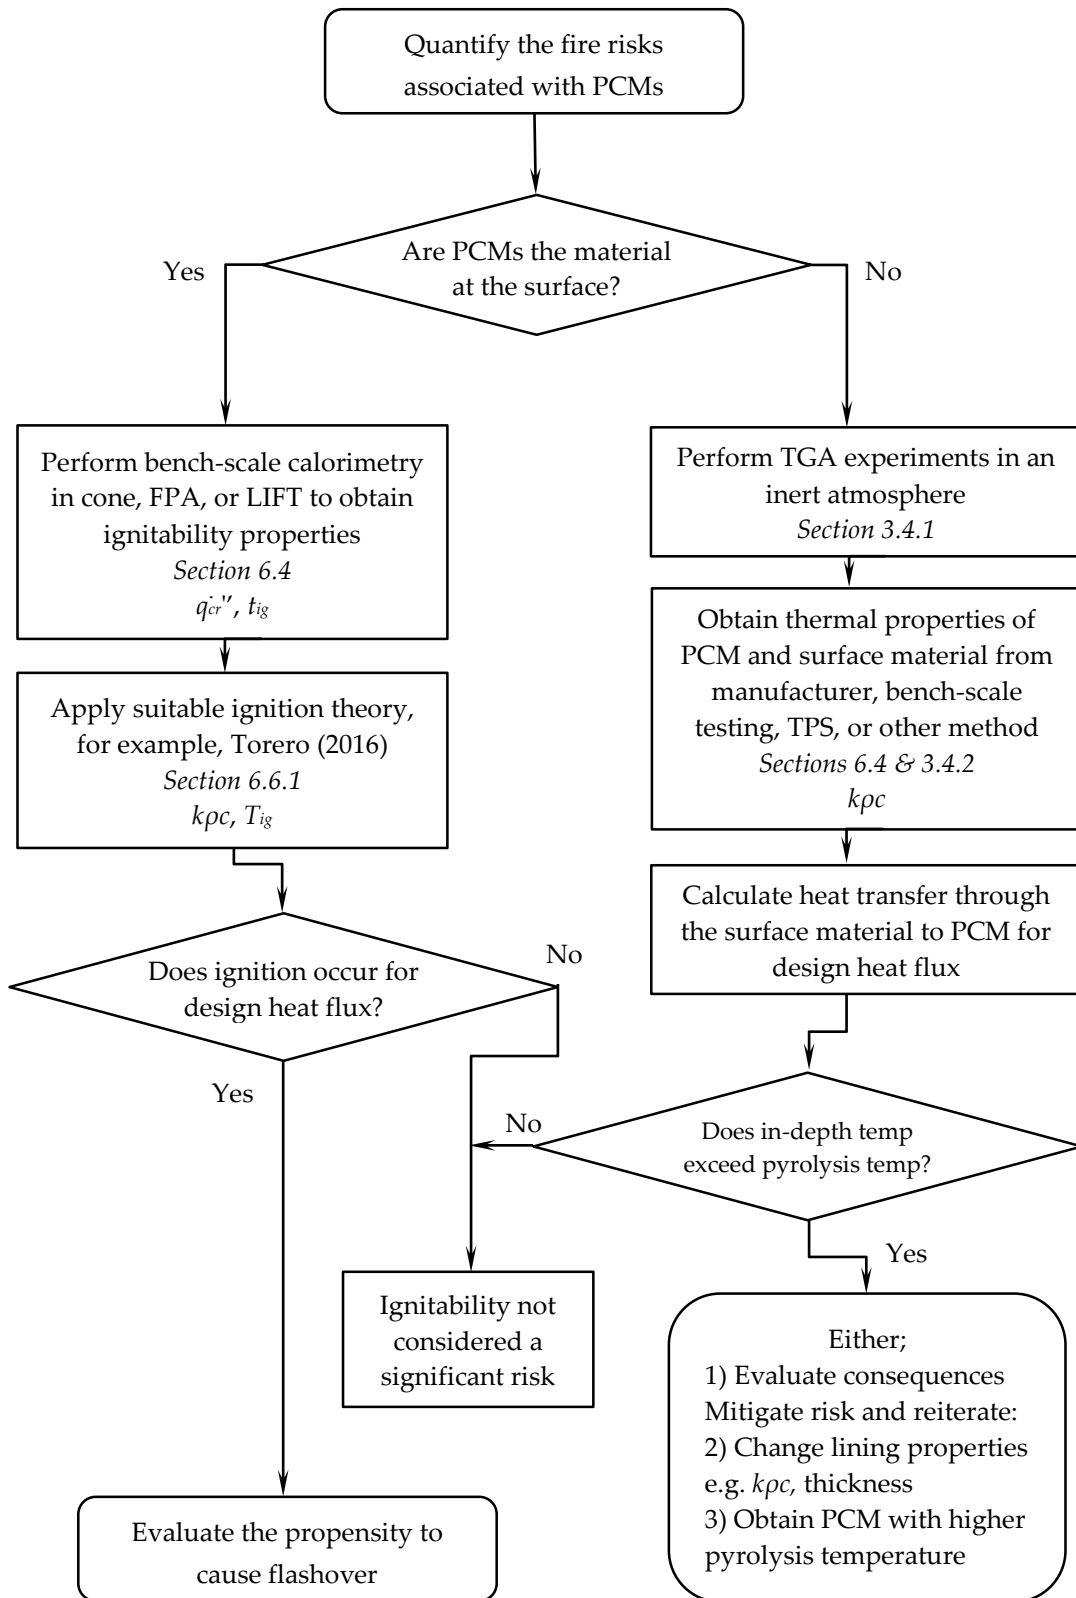 Quantify the fire risks
associated with PCMs
Are PCMs the material
at the surface?
Yes
No
Perform bench-scale calorimetry
in cone, FPA, or LIFT to obtain
ignitability properties
Section 6.4
q̇cr", tig
Apply suitable ignition theory,
for example, Torero (2016)
Section 6.6.1
kρc, Tig
Does ignition occur for
design heat flux?
No
Yes
Perform TGA experiments in an
inert atmosphere
Section 3.4.1
Obtain thermal properties of
PCM and surface material from
manufacturer, bench-scale
testing, TPS, or other method
Sections 6.4 & 3.4.2
kρc
Calculate heat transfer through
the surface material to PCM for
design heat flux
Does in-depth temp
exceed pyrolysis temp?
No
Yes
Ignitability not
considered a
significant risk
Either;
1) Evaluate consequences
Mitigate risk and reiterate:
2) Change lining properties
e.g. kρc, thickness
3) Obtain PCM with higher
pyrolysis temperature
Evaluate the propensity to
cause flashover